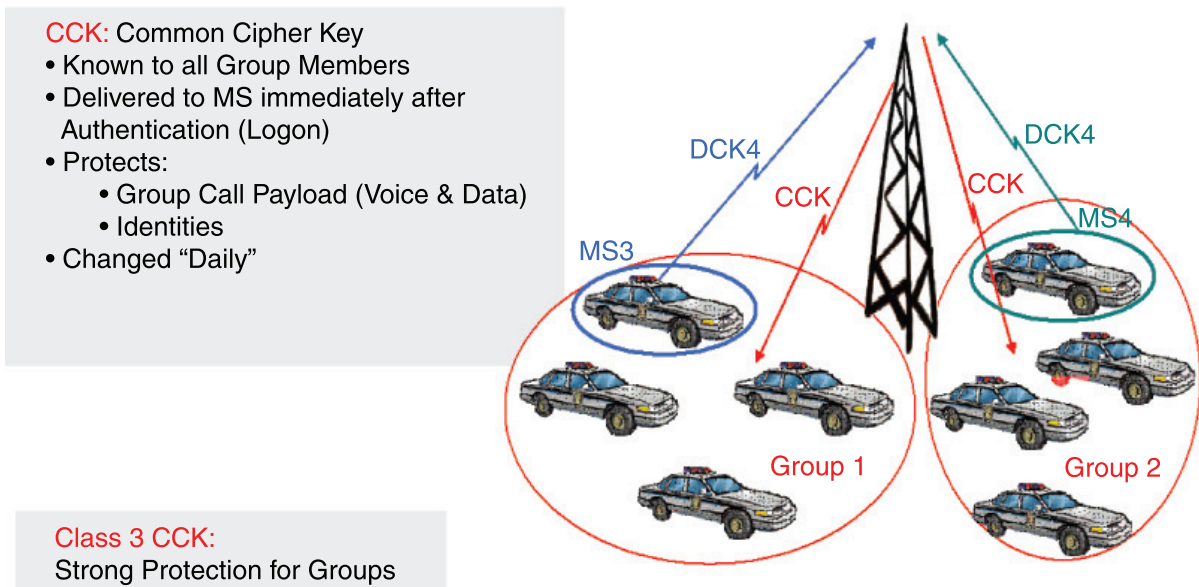 CCK: Common Cipher Key
• Known to all Group Members
• Delivered to MS immediately after
Authentication (Logon)
• Protects:
• Group Call Payload (Voice & Data)
• Identities
• Changed “Daily”
Class 3 CCK:
Strong Protection for Groups
DCK4
CCK
MS3
Group 1
DCK4
CCK
MS4
Group 2